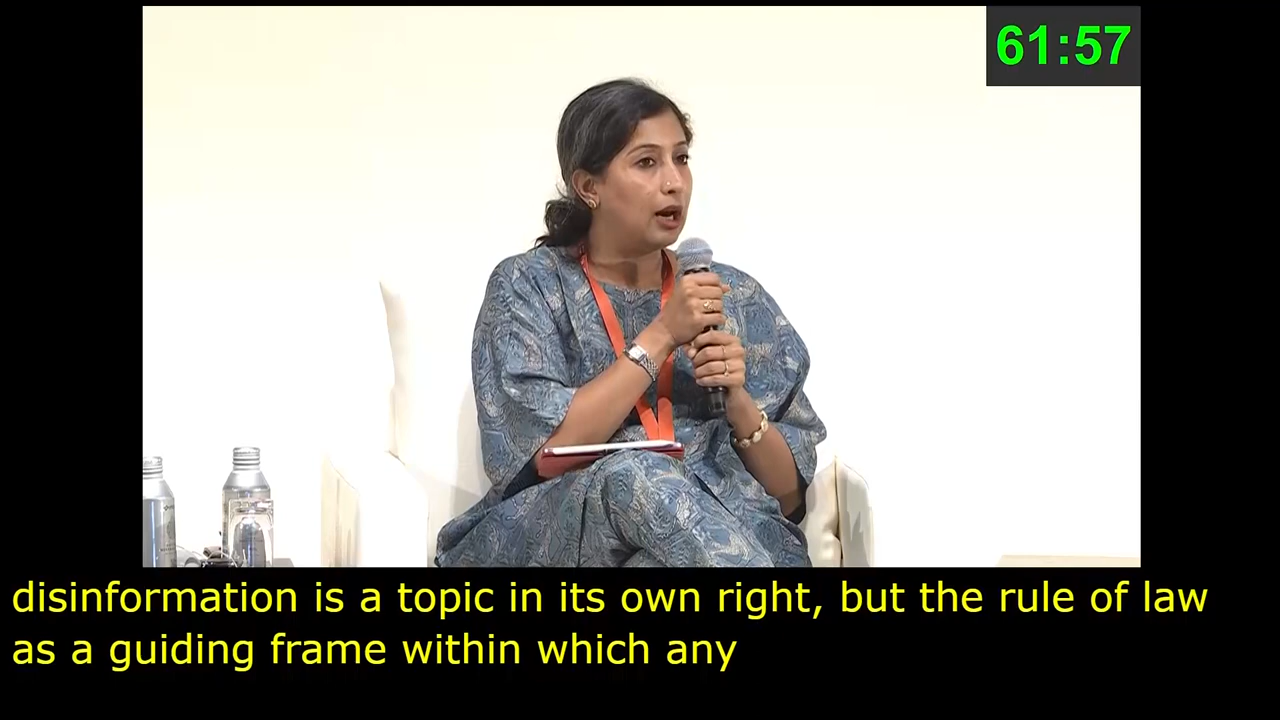 61:57
disinformation is a topic in its own right, but the rule of law
as a guiding frame within which any